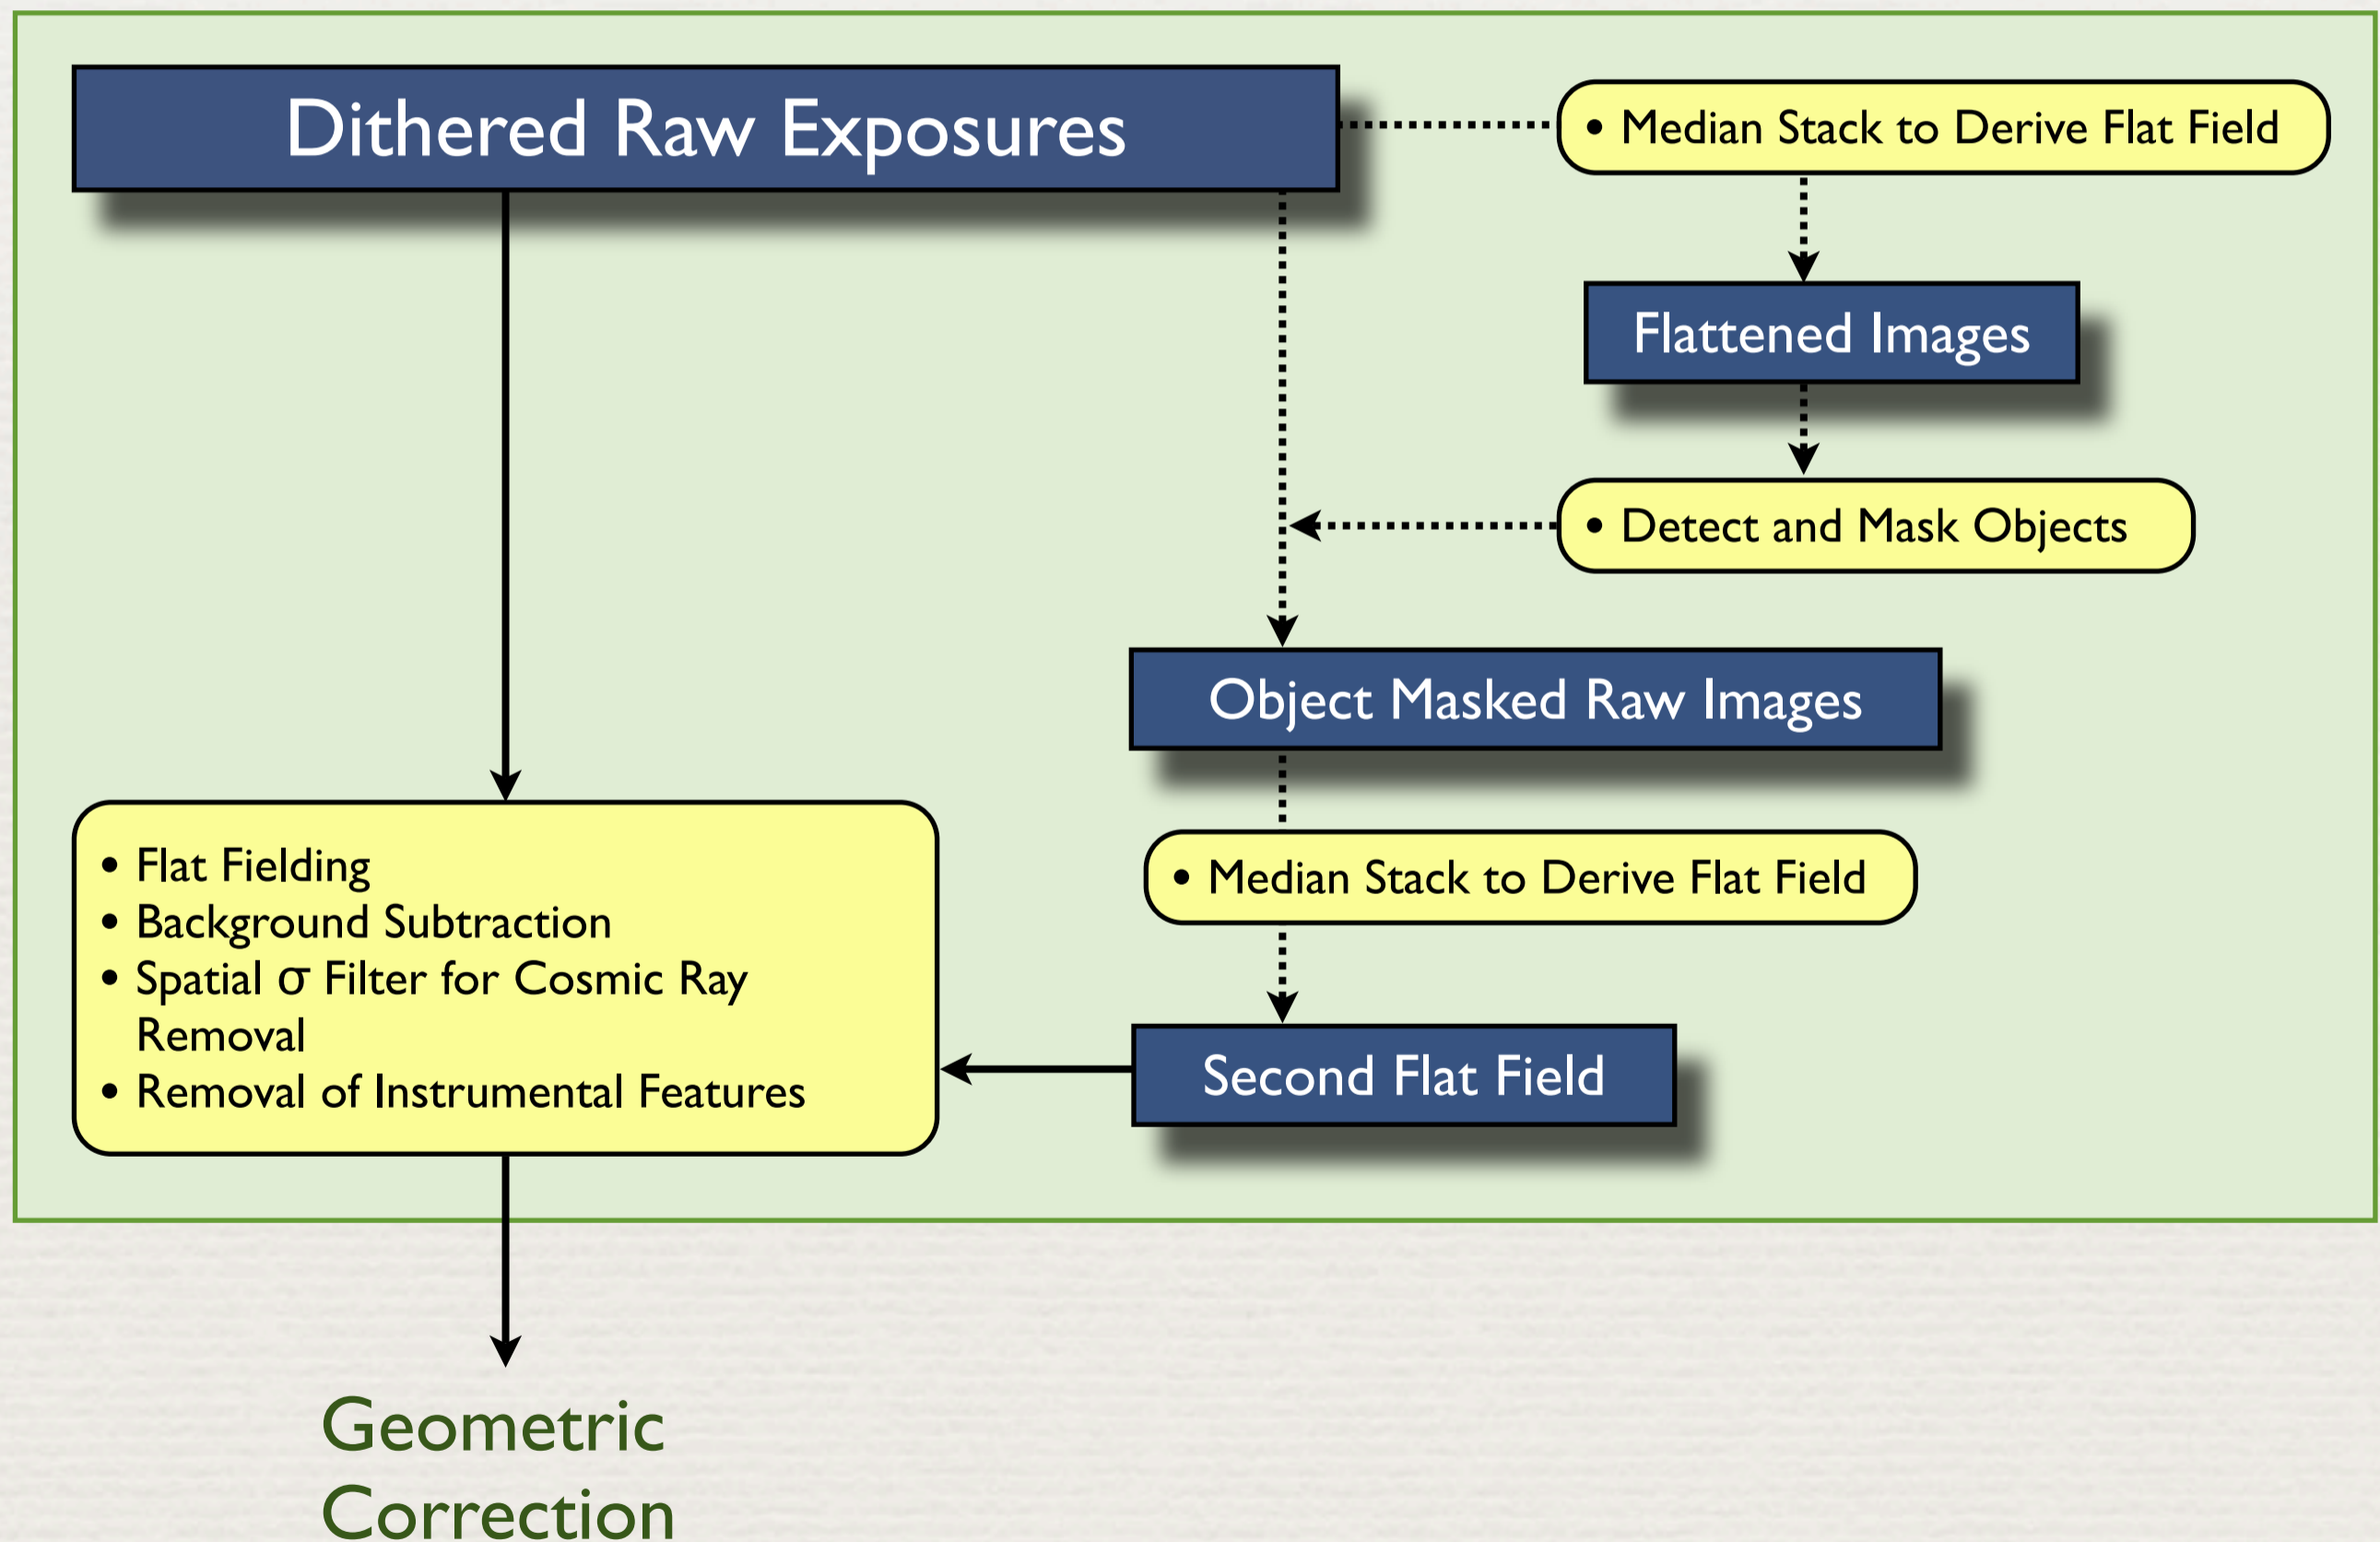 Dithered Raw Exposures
• Median Stack to Derive Flat Field
Flattened Images
• Detect and Mask Objects
Object Masked Raw Images
• Median Stack to Derive Flat Field
Second Flat Field
• Flat Fielding
• Background Subtraction
• Spatial σ Filter for Cosmic Ray
Removal
• Removal of Instrumental Features
Geometric
Correction